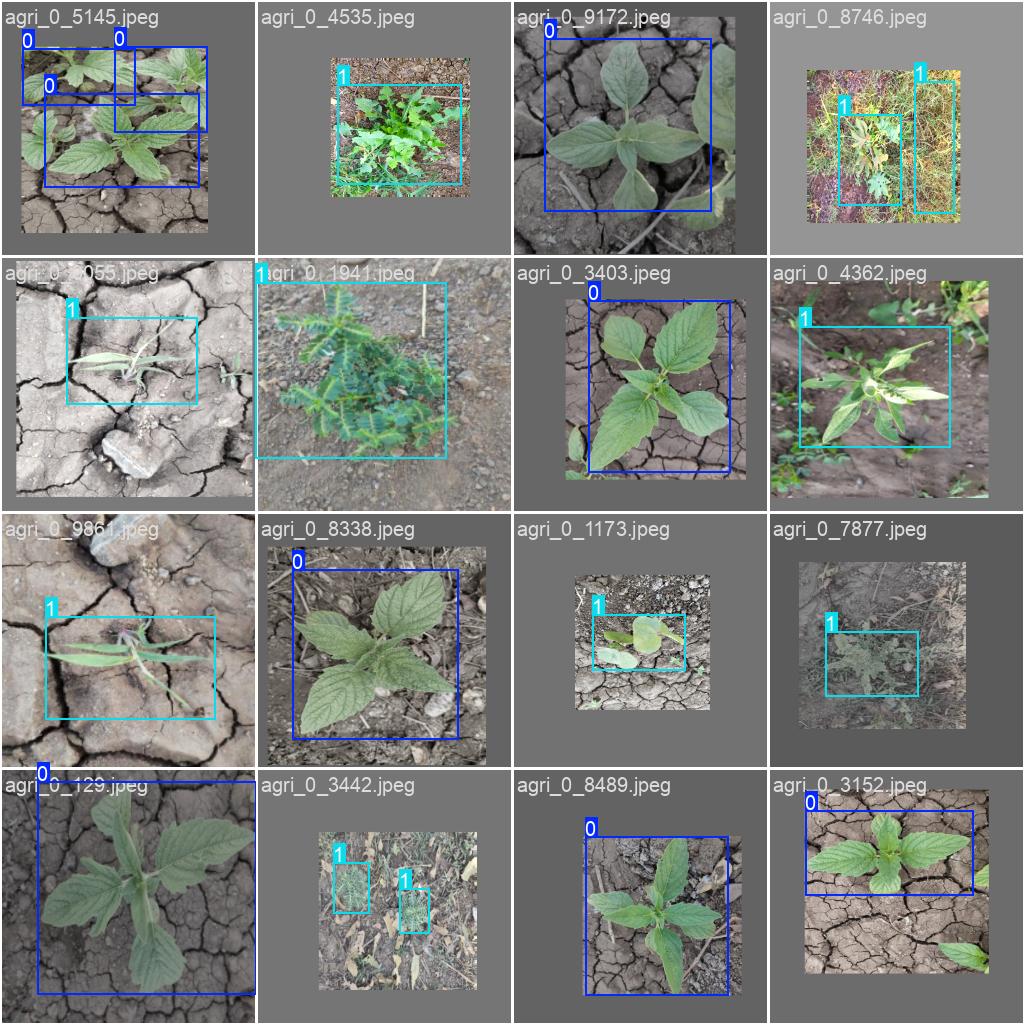 agri_0_5145.jpeg
0
0
0
agri_0_4535.jpeg
1
agri_0_9172.jpeg
0
agri_0_8746.jpeg
1
1
055.jpeg
1
agri_0_1941.jpeg
1
agri_0_3403.jpeg
0
agri_0_4362.jpeg
1
agri_0_9861.jpeg
1
agri_0_8338.jpeg
0
agri_0_1173.jpeg
1
agri_0_7877.jpeg
1
agri_0_129.jpeg
0
agri_0_3442.jpeg
1
1
agri_0_8489.jpeg
0
agri_0_3152.jpeg
0